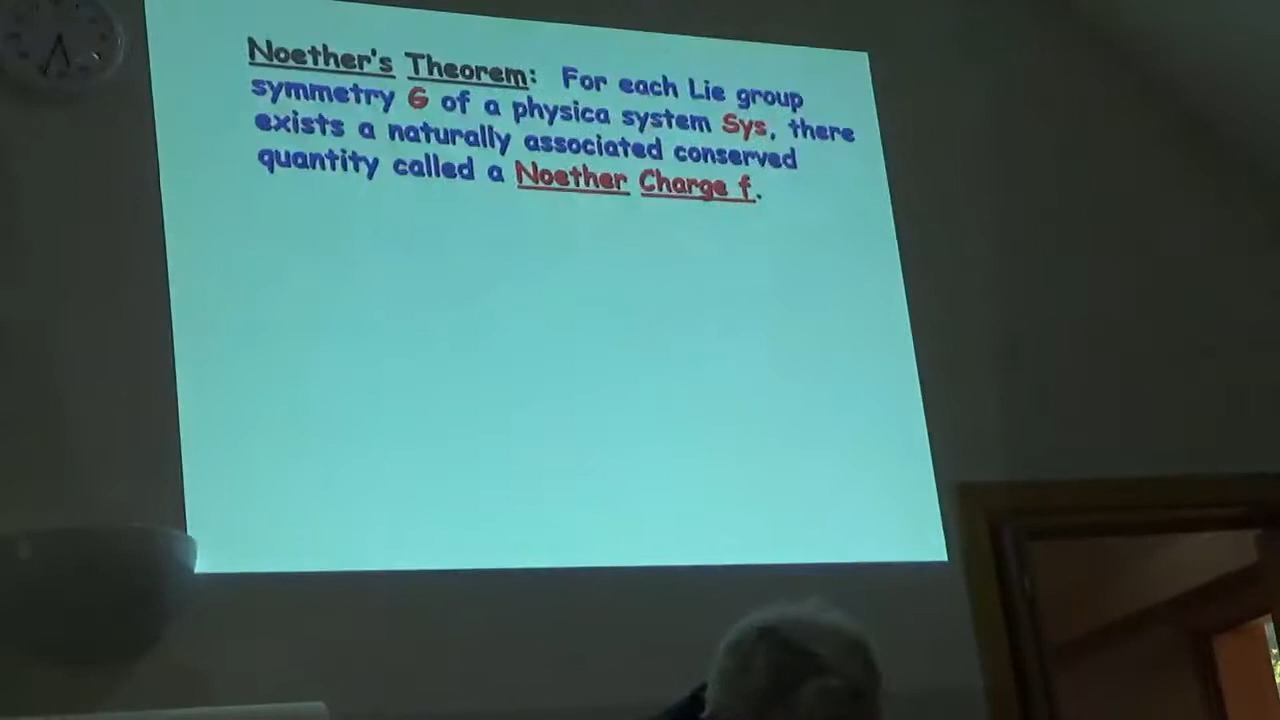 Noether's Theorem: For each Lie group
symmetry G of a physica system Sys, there
exists a naturally associated conserved
quantity called a Noether Charge f.